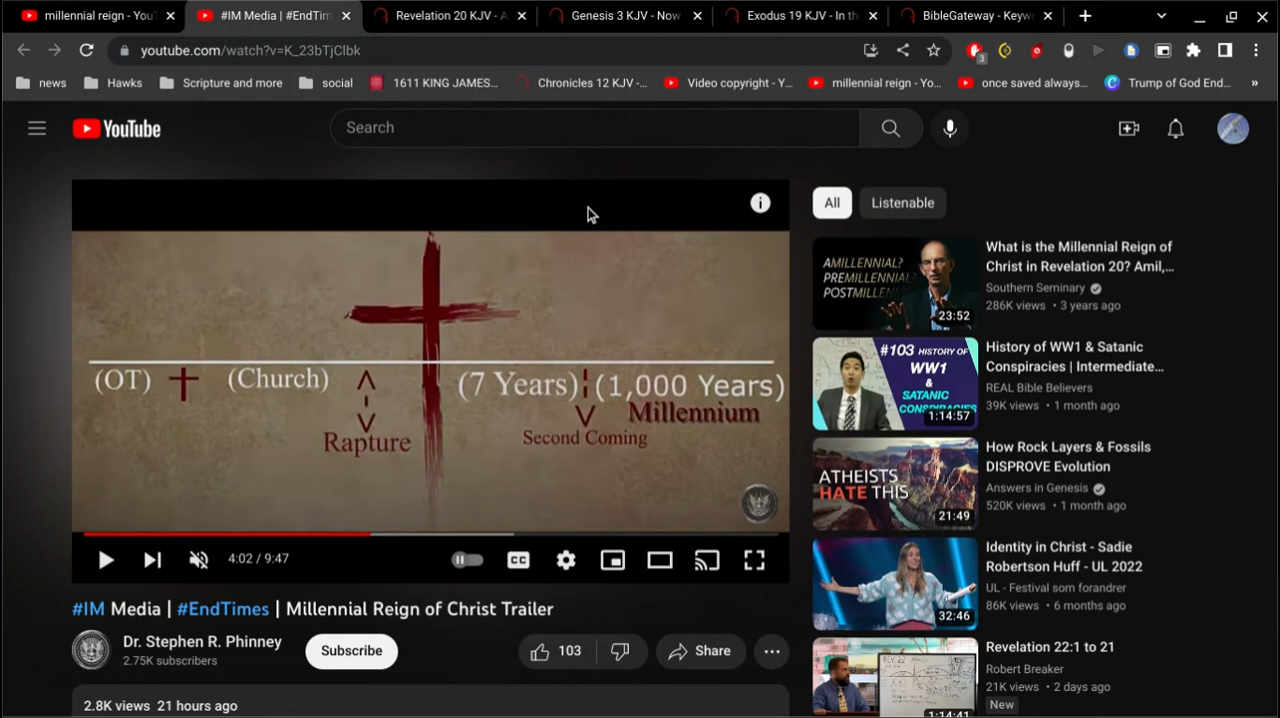 millennial reign - YouT
#IM Media | #EndTim
Revelation 20 KJV - A
Genesis 3 KJV - Now
Exodus 19 KJV - In th
BibleGateway - Keyw
youtube.com/watch?v=K_23bTjClbk
3
news
Hawks
Scripture and more
social
1611 KING JAMES...
Chronicles 12 KJV -...
Video copyright - Y...
millennial reign - Yo...
once saved always...
Trump of God End...
»
YouTube
Search
(OT)
(Church)
(7 Years)
(1,000 Years)
Millennium
Rapture
Second Coming
4:02 / 9:47
CC
#IM Media | #EndTimes | Millennial Reign of Christ Trailer
Dr. Stephen R. Phinney
2.75K subscribers
Subscribe
103
Share
2.8K views 21 hours ago
All
Listenable
AMILLENNIAL?
PREMILLENNIAL?
POSTMILLEN
23:52
What is the Millennial Reign of
Christ in Revelation 20? Amil,...
Southern Seminary
286K views • 3 years ago
#103 HISTORY OF
WW1
&
SATANIC
CONSPIRACIES
1:14:57
History of WW1 & Satanic
Conspiracies | Intermediate...
REAL Bible Believers
39K views • 1 month ago
ATHEISTS
HATE THIS
21:49
How Rock Layers & Fossils
DISPROVE Evolution
Answers in Genesis
520K views • 1 month ago
32:46
Identity in Christ - Sadie
Robertson Huff - UL 2022
UL - Festival som forandrer
86K views • 6 months ago
1:14:41
Revelation 22:1 to 21
Robert Breaker
21K views • 2 days ago
New